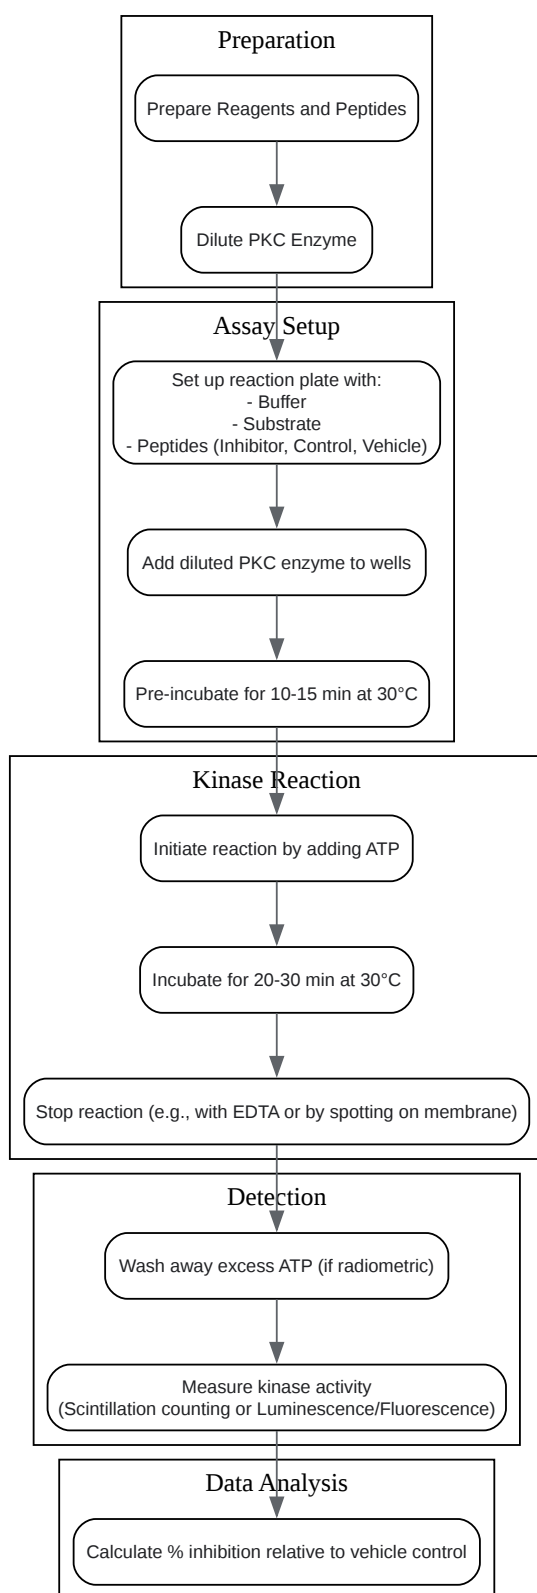 Preparation
Prepare Reagents and Peptides
Dilute PKC Enzyme
Assay Setup
Set up reaction plate with:
- Buffer
- Substrate
- Peptides (Inhibitor, Control, Vehicle)
Add diluted PKC enzyme to wells
Pre-incubate for 10-15 min at 30°C
Kinase Reaction
Initiate reaction by adding ATP
Incubate for 20-30 min at 30°C
Stop reaction (e.g., with EDTA or by spotting on membrane)
Detection
Wash away excess ATP (if radiometric)
Measure kinase activity
(Scintillation counting or Luminescence/Fluorescence)
Data Analysis
Calculate % inhibition relative to vehicle control